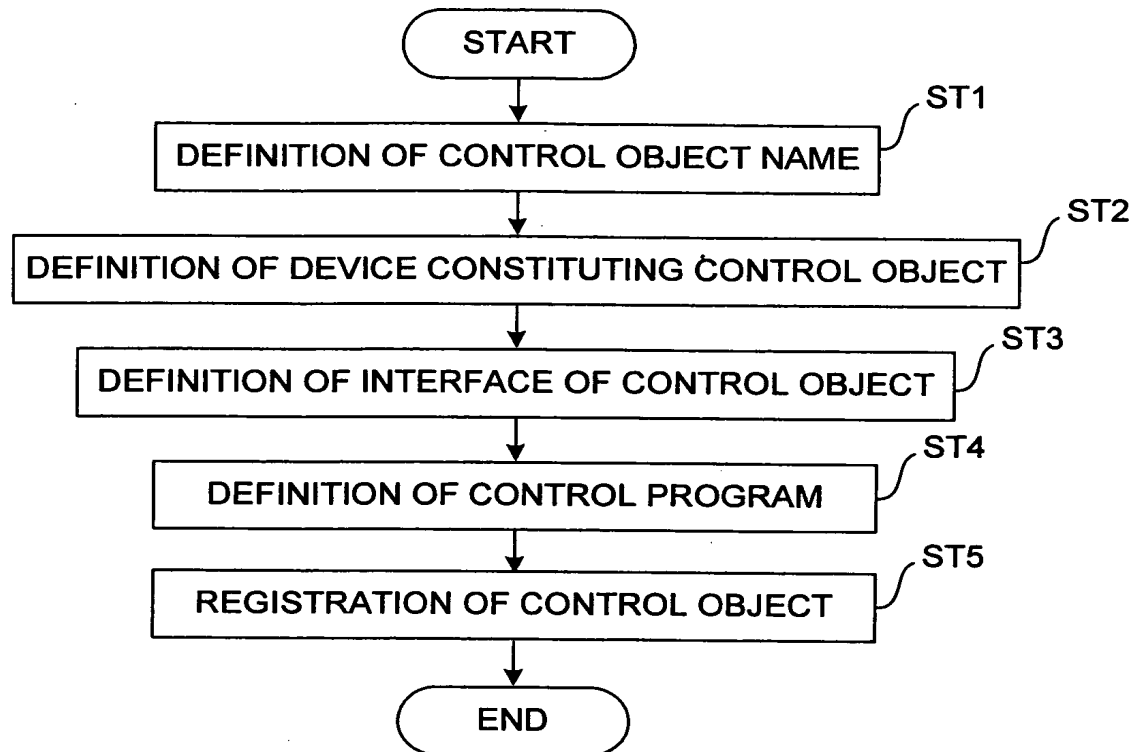 START
ST1
DEFINITION OF CONTROL OBJECT NAME
ST2
DEFINITION OF DEVICE CONSTITUTING CONTROL OBJECT
ST3
DEFINITION OF INTERFACE OF CONTROL OBJECT
ST4
DEFINITION OF CONTROL PROGRAM
ST5
REGISTRATION OF CONTROL OBJECT
END